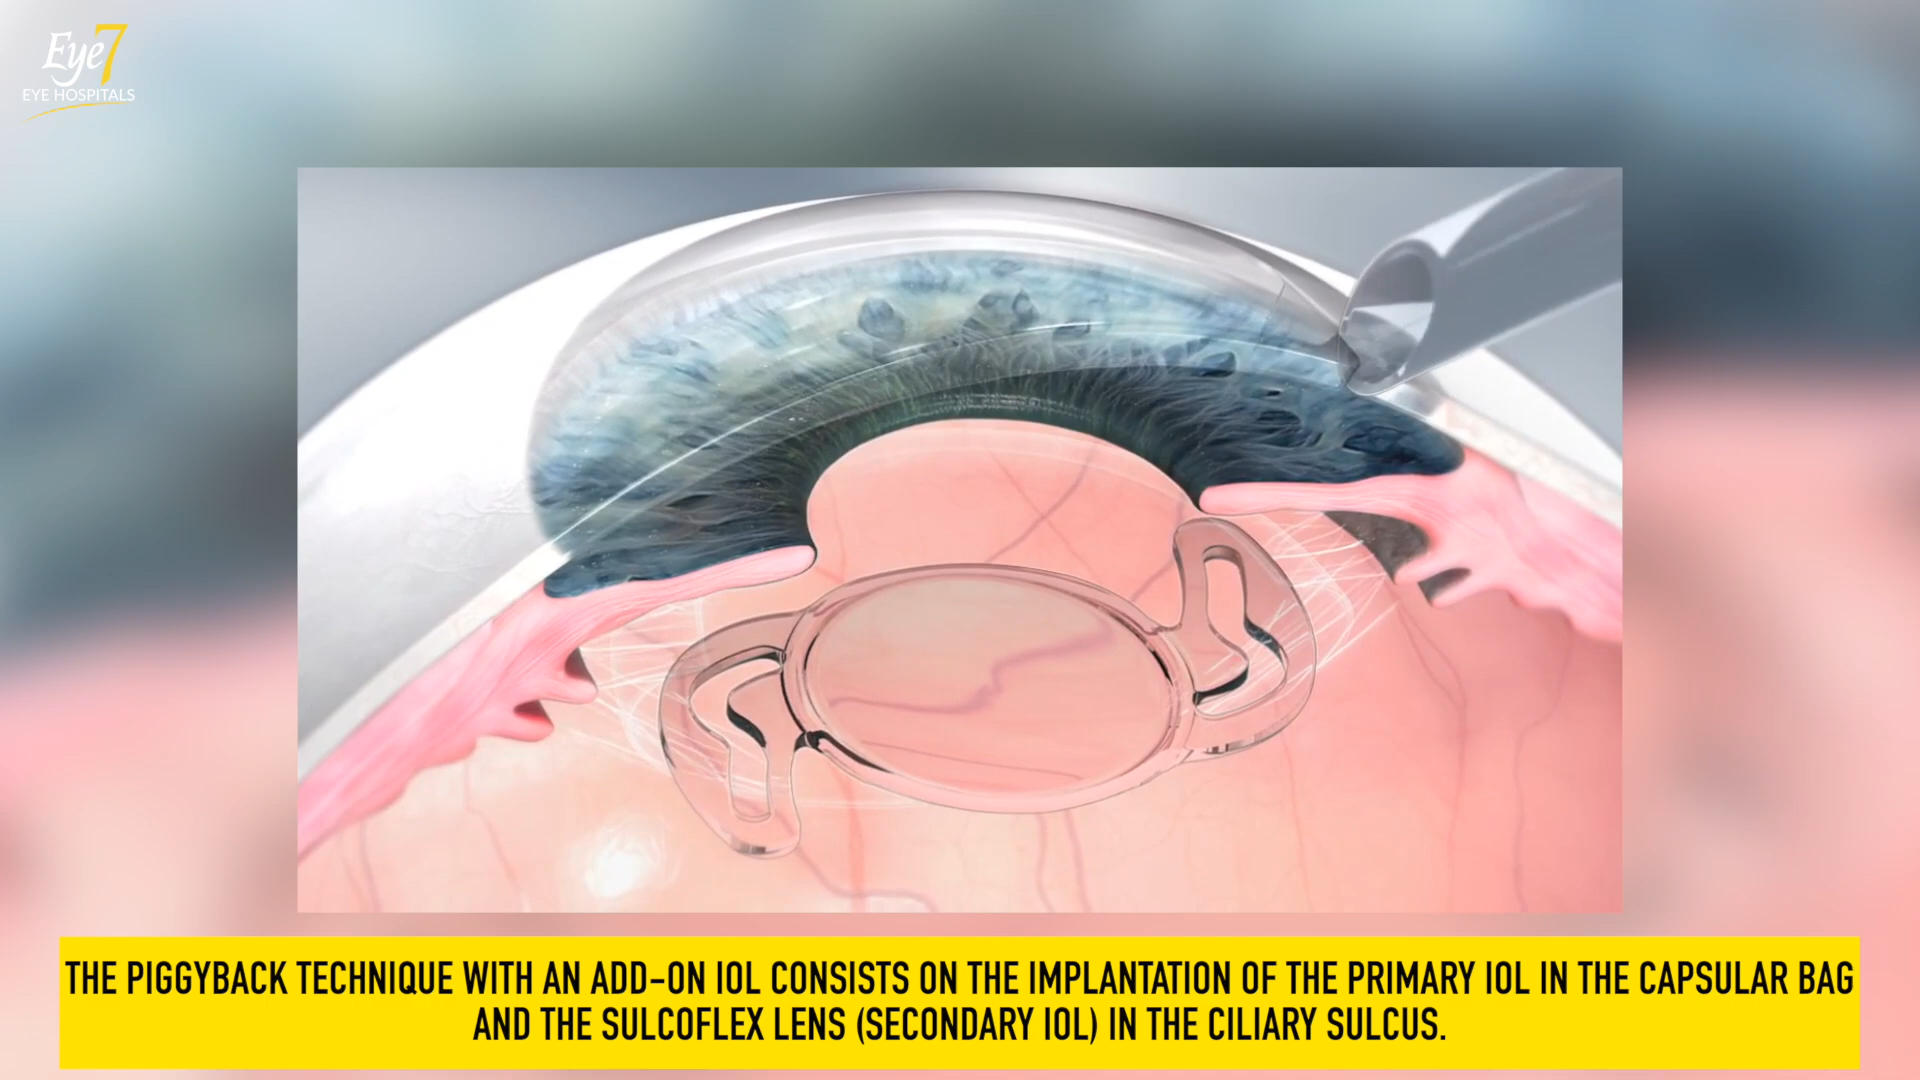 Eye7
EYE HOSPITALS
THE PIGGYBACK TECHNIQUE WITH AN ADD-ON IOL CONSISTS ON THE IMPLANTATION OF THE PRIMARY IOL IN THE CAPSULAR BAG
AND THE SULCOFLEX LENS (SECONDARY IOL) IN THE CILIARY SULCUS.